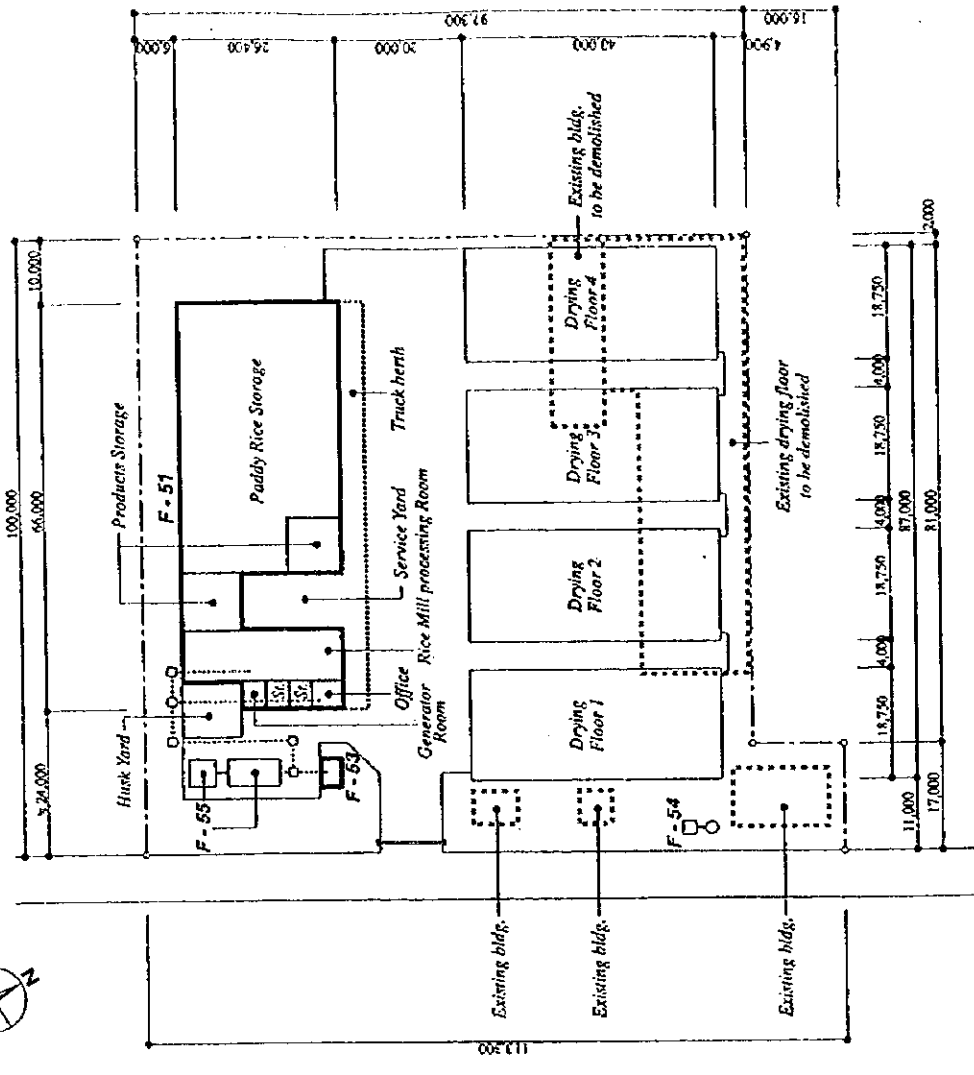 100,000
24,000
66,000
10,000
6,000
26,400
20,000
40,000
4,900
97,300
16,000
Products Storage
Husk Yard
F - 51
Paddy Rice Storage
F - 55
F - 53
St.
St.
Office
Generator
Room
Rice Mill processing Room
Service Yard
Truck berth
Existing bldg.
to be demolished
Drying
Floor 1
Drying
Floor 2
Drying
Floor 3
Drying
Floor 4
F - 54
Existing bldg.
Existing bldg.
Existing bldg.
Existing drying floor
to be demolished
11,000
18,750
4,000
18,750
4,000
18,750
4,000
18,750
87,000
17,000
81,000
2,000
113,300
N